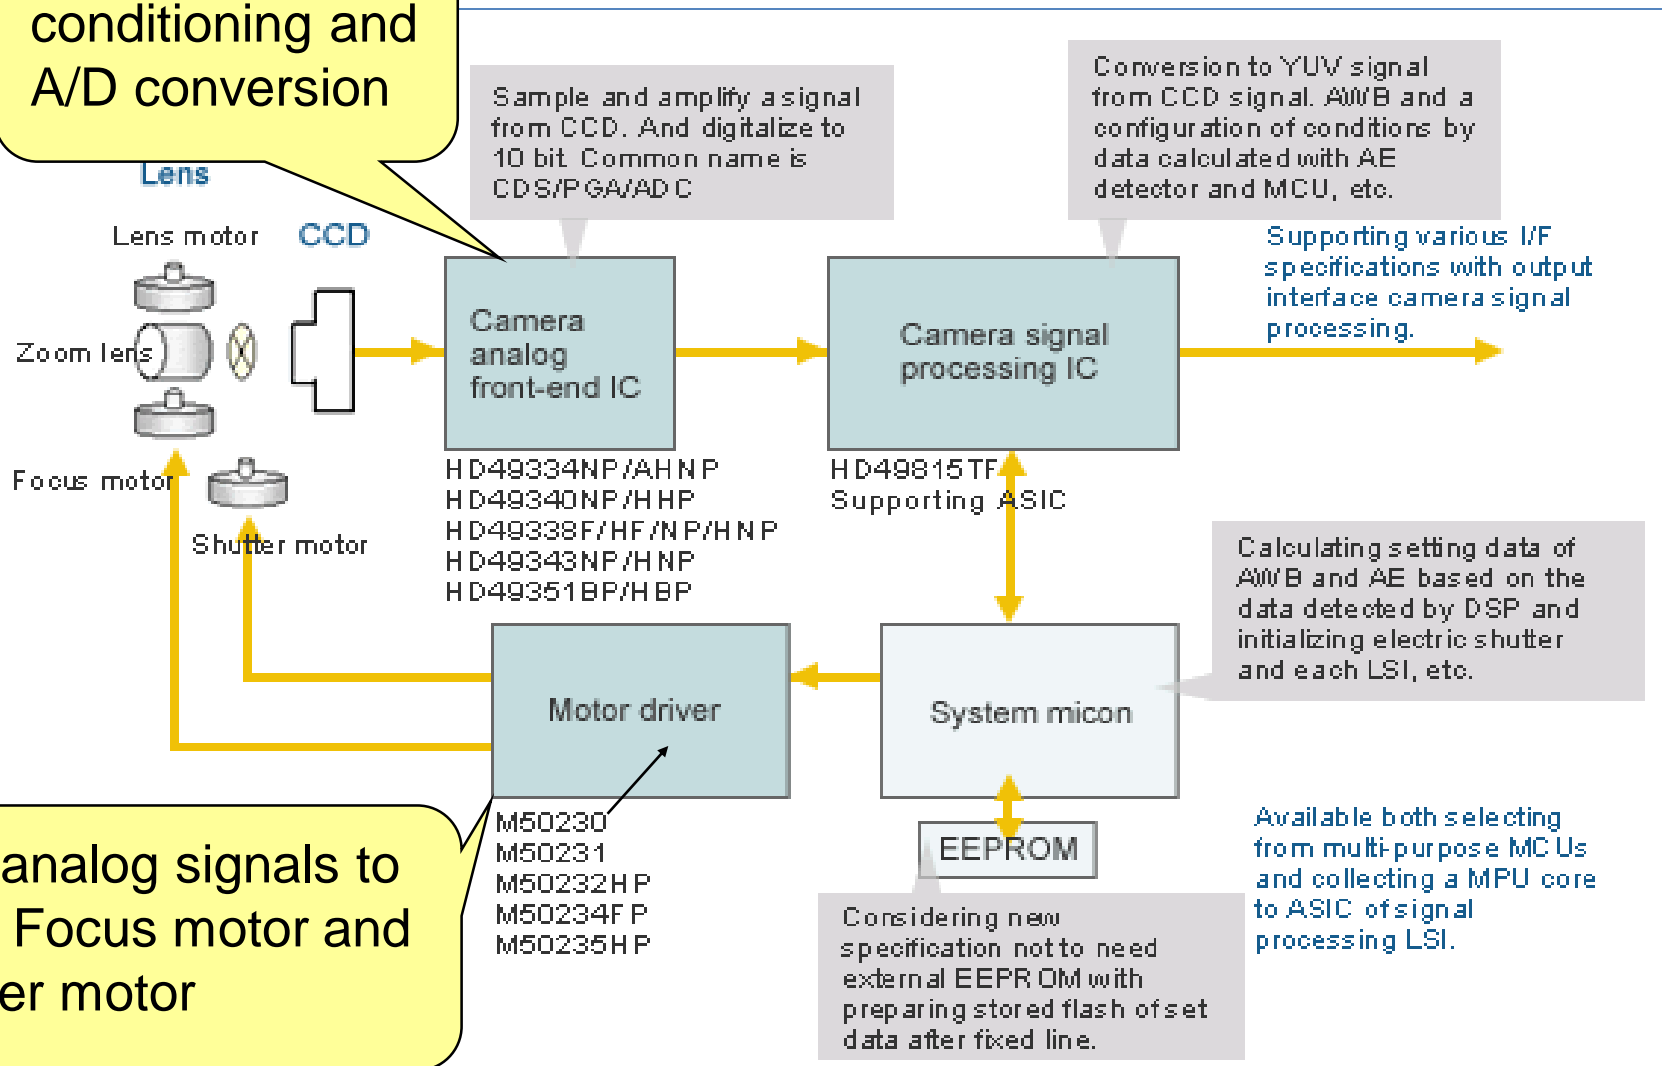 conditioning and
A/D conversion
Sample and amplify a signal
from CCD. And digitalize to
10 bit. Common name is
CDS/PGA/ADC
Conversion to YUV signal
from CCD signal. AWB and a
configuration of conditions by
data calculated with AE
detector and MCU, etc.
Lens
Lens motor
CCD
Zoom lens
Focus motor
Shutter motor
Camera
analog
front-end IC
Camera signal
processing IC
Supporting various I/F
specifications with output
interface camera signal
processing.
HD49334NP/AHNP
HD49340NP/HHP
HD49338F/HF/NP/HNP
HD49343NP/HNP
HD49351BP/HBP
HD49815TF
Supporting ASIC
Calculating setting data of
AWB and AE based on the
data detected by DSP and
initializing electric shutter
and each LSI, etc.
Motor driver
System micon
M50230
M50231
M50232HP
M50234FP
M50235HP
EEPROM
Available both selecting
from multi-purpose MCUs
and collecting a MPU core
to ASIC of signal
processing LSI.
analog signals to
Focus motor and
er motor
Considering new
specification not to need
external EEPROM with
preparing stored flash of set
data after fixed line.